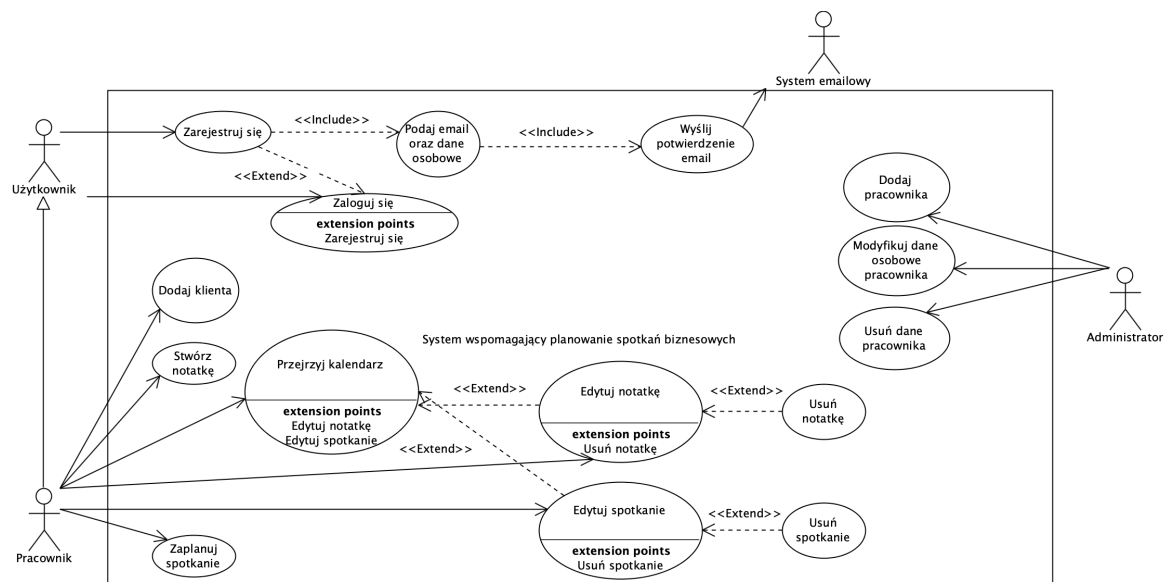 System emailowy
Zarejestruj się
<<Include>>
Podaj email
oraz dane
osobowe
<<Include>>
Wyślij
potwierdzenie
email
Użytkownik
<<Extend>>
Zaloguj się
extension points
Zarejestruj się
Dodaj
pracownika
Modyfikuj dane
osobowe
pracownika
Usuń dane
pracownika
Administrator
Dodaj klienta
System wspomagający planowanie spotkań biznesowych
Stwórz
notatkę
Przejrzyj kalendarz
extension points
Edytuj notatkę
Edytuj spotkanie
<<Extend>>
Edytuj notatkę
extension points
Usuń notatkę
<<Extend>>
Usuń
notatkę
<<Extend>>
Edytuj spotkanie
extension points
Usuń spotkanie
<<Extend>>
Usuń
spotkanie
Pracownik
Zaplanuj
spotkanie